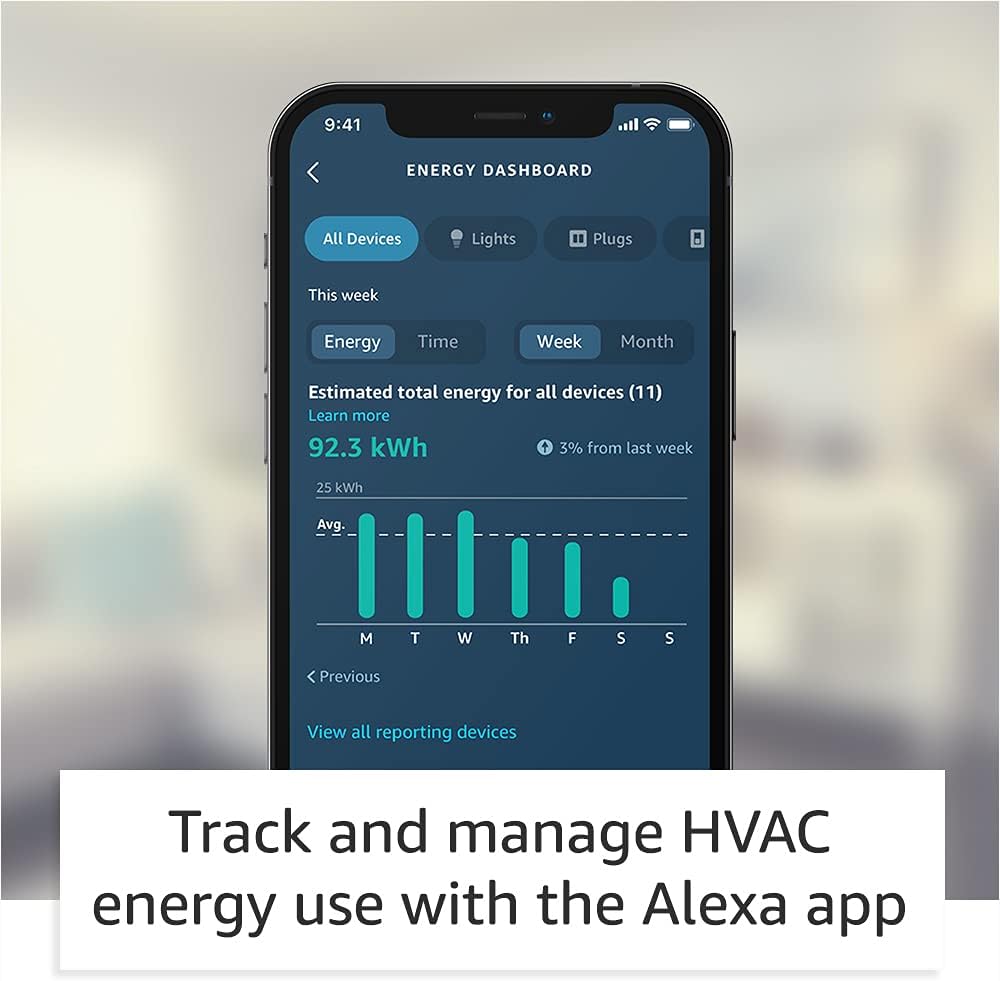 9:41
ENERGY DASHBOARD
All Devices Lights Plugs
This week
Energy Time Week Month
Estimated total energy for all devices (11)
Learn more
92.3 kWh 3% from last week
25 kWh
Avg.
M T W Th F S S
Previous
View all reporting devices
Track and manage HVAC
energy use with the Alexa app